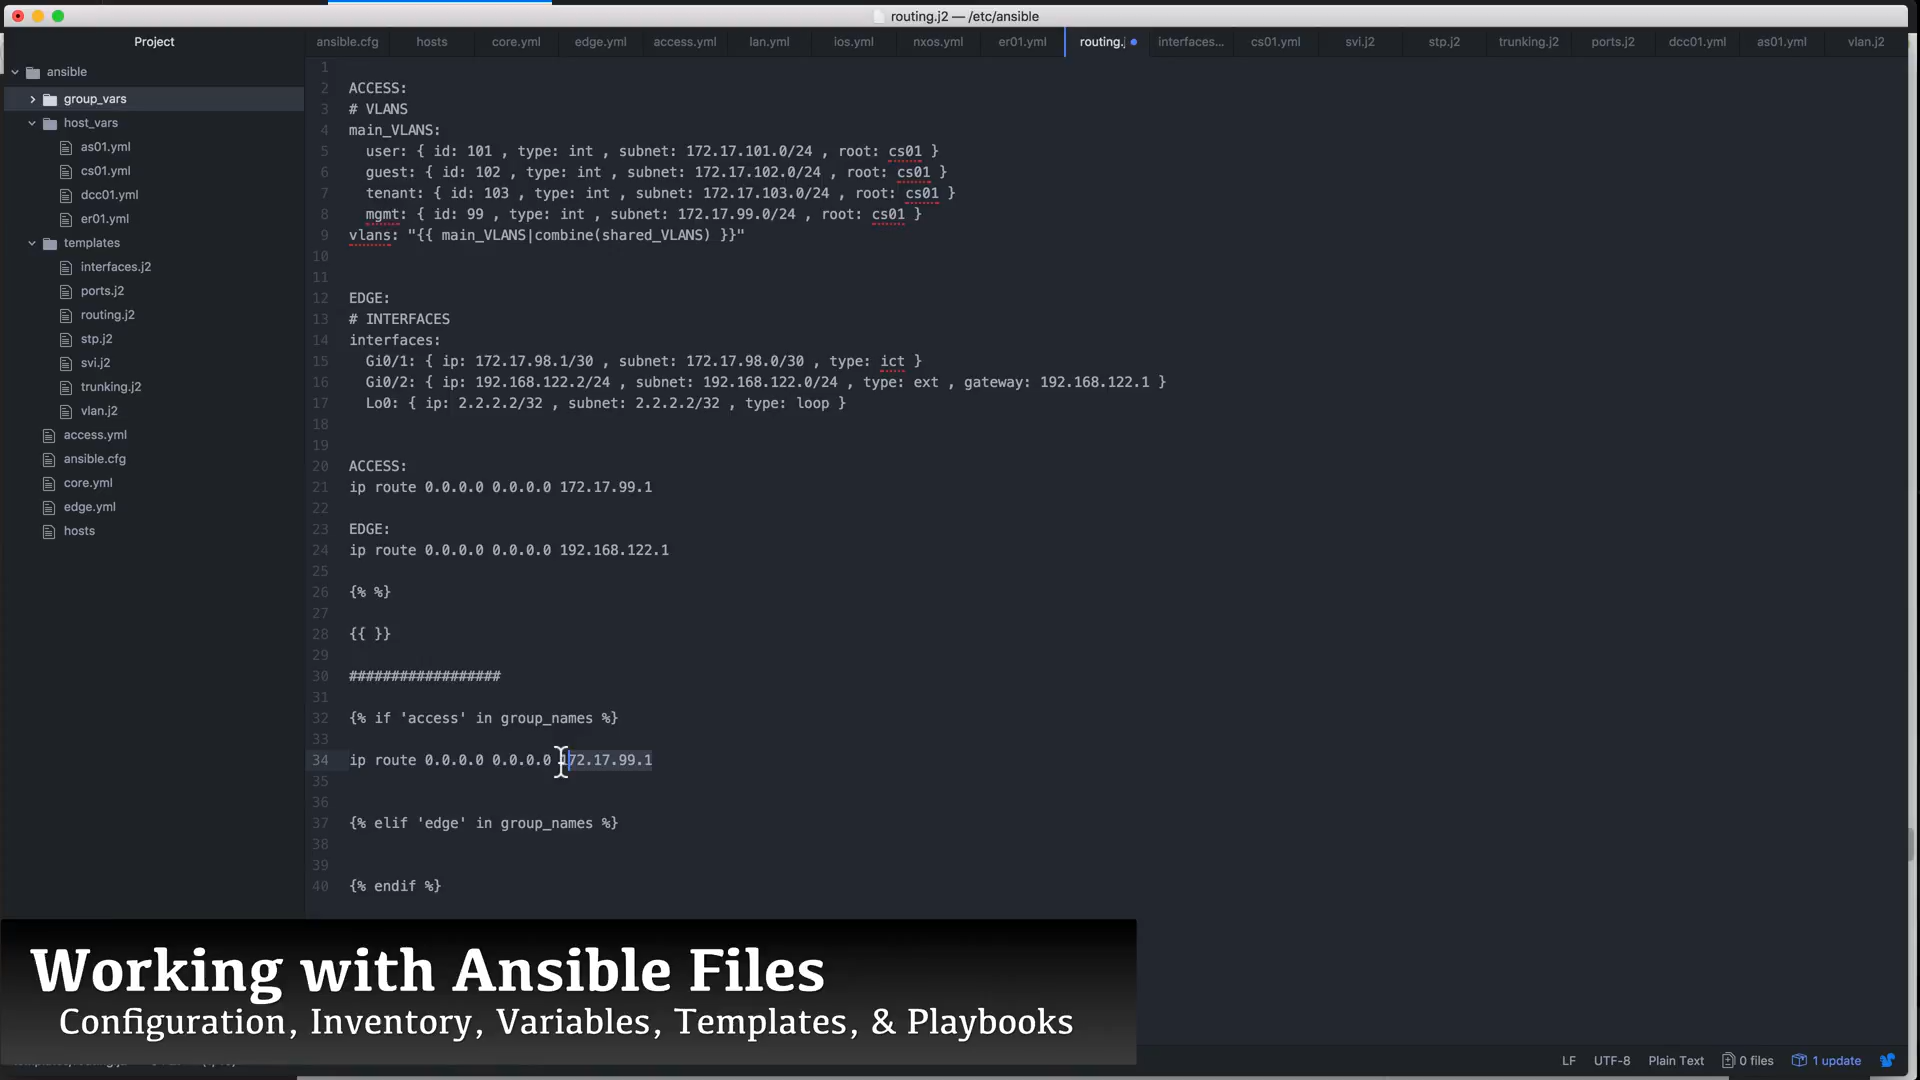 routing.j2 — /etc/ansible
Project
ansible.cfg hosts core.yml edge.yml access.yml lan.yml ios.yml nxos.yml er01.yml routing.j interfaces... cs01.yml svi.j2 stp.j2 trunking.j2 ports.j2 dcc01.yml as01.yml vlan.j2
ansible
group_vars
host_vars
as01.yml
cs01.yml
dcc01.yml
er01.yml
templates
interfaces.j2
ports.j2
routing.j2
stp.j2
svi.j2
trunking.j2
vlan.j2
access.yml
ansible.cfg
core.yml
edge.yml
hosts
1
2 ACCESS:
3 # VLANS
4 main_VLANS:
5 user: { id: 101 , type: int , subnet: 172.17.101.0/24 , root: cs01 }
6 guest: { id: 102 , type: int , subnet: 172.17.102.0/24 , root: cs01 }
7 tenant: { id: 103 , type: int , subnet: 172.17.103.0/24 , root: cs01 }
8 mgmt: { id: 99 , type: int , subnet: 172.17.99.0/24 , root: cs01 }
9 vlans: "{{ main_VLANS|combine(shared_VLANS) }}"
10
11
12 EDGE:
13 # INTERFACES
14 interfaces:
15 Gi0/1: { ip: 172.17.98.1/30 , subnet: 172.17.98.0/30 , type: ict }
16 Gi0/2: { ip: 192.168.122.2/24 , subnet: 192.168.122.0/24 , type: ext , gateway: 192.168.122.1 }
17 Lo0: { ip: 2.2.2.2/32 , subnet: 2.2.2.2/32 , type: loop }
18
19
20 ACCESS:
21 ip route 0.0.0.0 0.0.0.0 172.17.99.1
22
23 EDGE:
24 ip route 0.0.0.0 0.0.0.0 192.168.122.1
25
26 {% %}
27
28 {{ }}
29
30 ##################
31
32 {% if 'access' in group_names %}
33
34 ip route 0.0.0.0 0.0.0.0 172.17.99.1
35
36
37 {% elif 'edge' in group_names %}
38
39
40 {% endif %}
Working with Ansible Files
Configuration, Inventory, Variables, Templates, & Playbooks
LF UTF-8 Plain Text 0 files 1 update